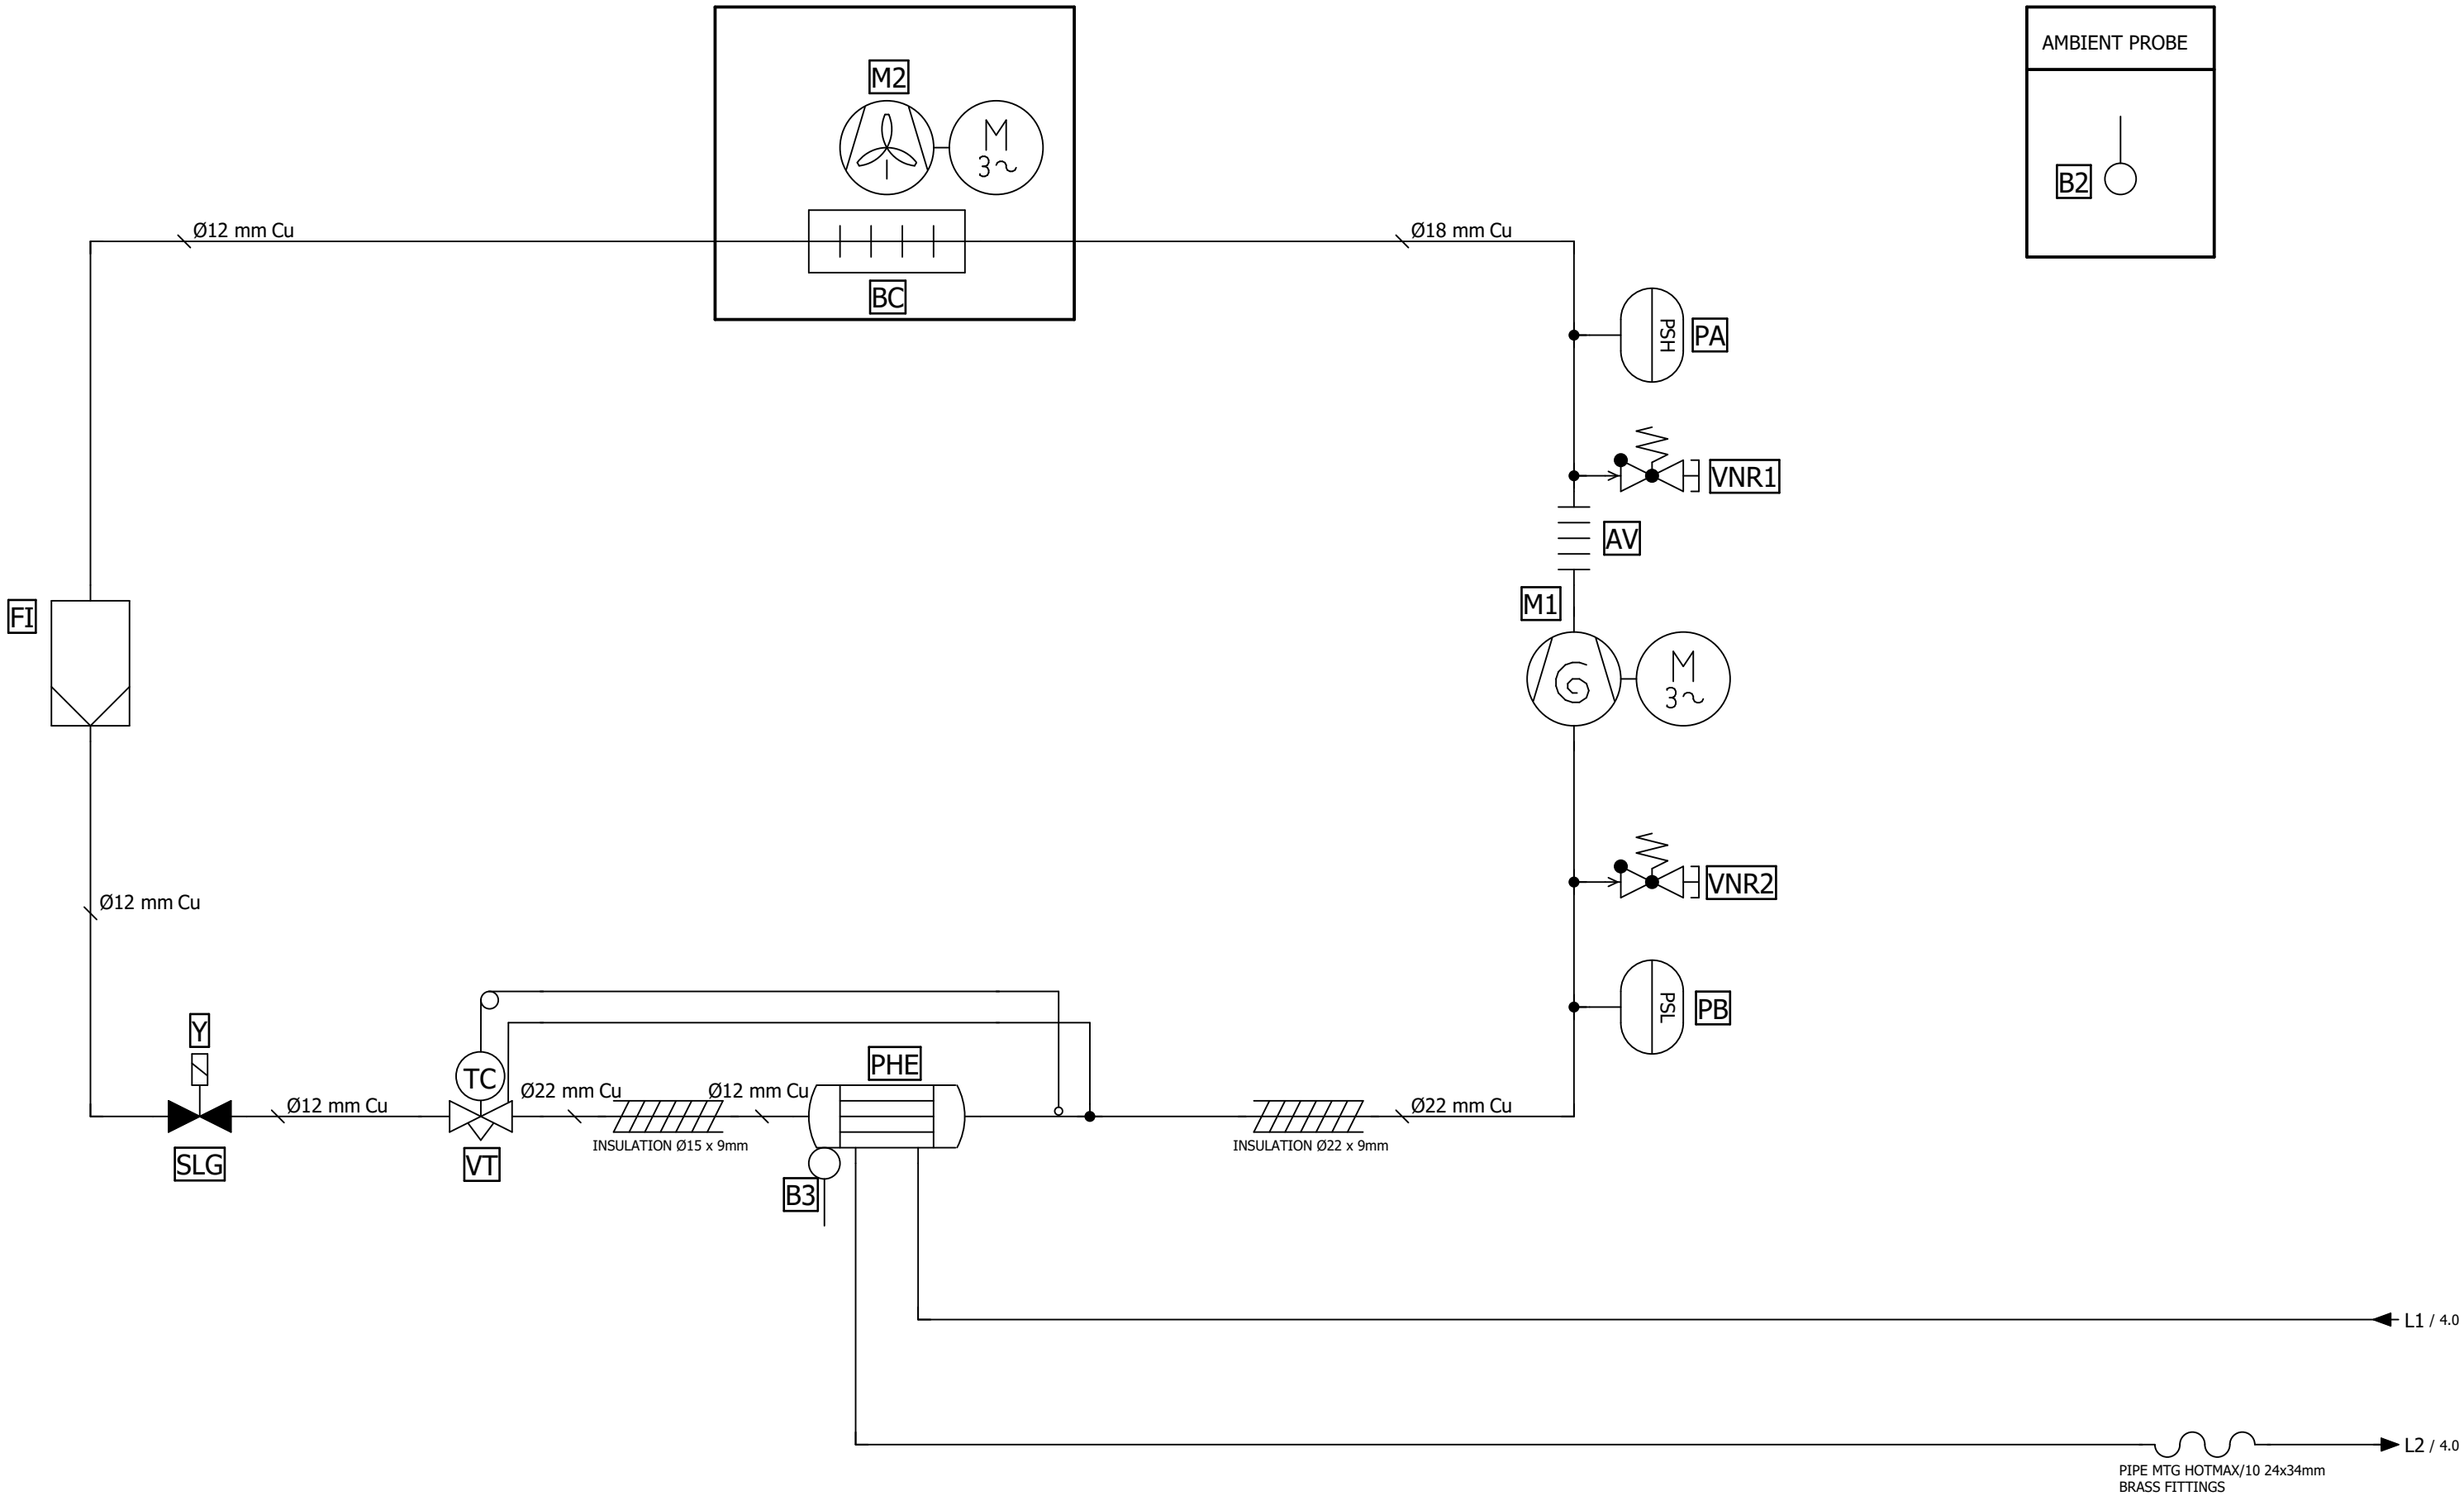 AMBIENT PROBE
M2
M
3~
B2
Ø12 mm Cu
Ø18 mm Cu
BC
PSH
PA
VNR1
AV
M1
FI
M
3~
VNR2
Ø12 mm Cu
PSL
PB
Y
PHE
TC
Ø22 mm Cu
Ø12 mm Cu
Ø12 mm Cu
Ø22 mm Cu
INSULATION Ø15 x 9mm
INSULATION Ø22 x 9mm
SLG
VT
B3
L1 / 4.0
L2 / 4.0
PIPE MTG HOTMAX/10 24x34mm
BRASS FITTINGS